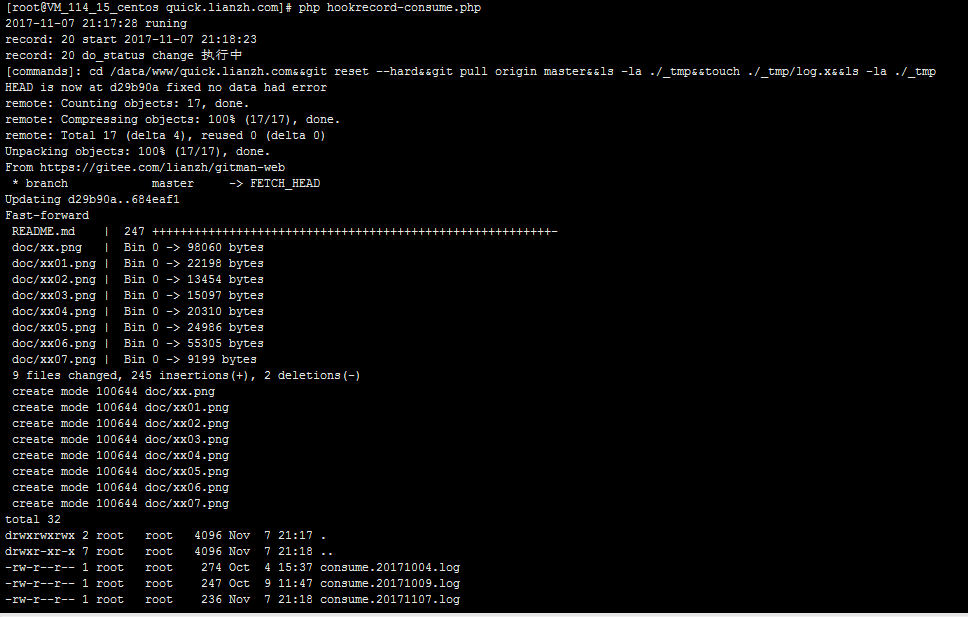 [root@VM_114_15_centos quick.lianzh.com]# php hookrecord-consume.php
2017-11-07 21:17:28 runing
record: 20 start 2017-11-07 21:18:23
record: 20 do_status change 执行中
[commands]: cd /data/www/quick.lianzh.com&&git reset --hard&&git pull origin master&&ls -la ./_tmp&&touch ./_tmp/log.x&&ls -la ./_tmp
HEAD is now at d29b90a fixed no data had error
remote: Counting objects: 17, done.
remote: Compressing objects: 100% (17/17), done.
remote: Total 17 (delta 4), reused 0 (delta 0)
Unpacking objects: 100% (17/17), done.
From https://gitee.com/lianzh/gitman-web
 * branch            master     -> FETCH_HEAD
Updating d29b90a..684eaf1
Fast-forward
 README.md    |  247 +++++++++++++++++++++++++++++++++++++++++++++++++++++++++-
 doc/xx.png   |  Bin 0 -> 98060 bytes
 doc/xx01.png |  Bin 0 -> 22198 bytes
 doc/xx02.png |  Bin 0 -> 13454 bytes
 doc/xx03.png |  Bin 0 -> 15097 bytes
 doc/xx04.png |  Bin 0 -> 20310 bytes
 doc/xx05.png |  Bin 0 -> 24986 bytes
 doc/xx06.png |  Bin 0 -> 55305 bytes
 doc/xx07.png |  Bin 0 -> 9199 bytes
 9 files changed, 245 insertions(+), 2 deletions(-)
 create mode 100644 doc/xx.png
 create mode 100644 doc/xx01.png
 create mode 100644 doc/xx02.png
 create mode 100644 doc/xx03.png
 create mode 100644 doc/xx04.png
 create mode 100644 doc/xx05.png
 create mode 100644 doc/xx06.png
 create mode 100644 doc/xx07.png
total 32
drwxrwxrwx 2 root   root   4096 Nov  7 21:17 .
drwxr-xr-x 7 root   root   4096 Nov  7 21:18 ..
-rw-r--r-- 1 root   root    274 Oct  4 15:37 consume.20171004.log
-rw-r--r-- 1 root   root    247 Oct  9 11:47 consume.20171009.log
-rw-r--r-- 1 root   root    236 Nov  7 21:18 consume.20171107.log